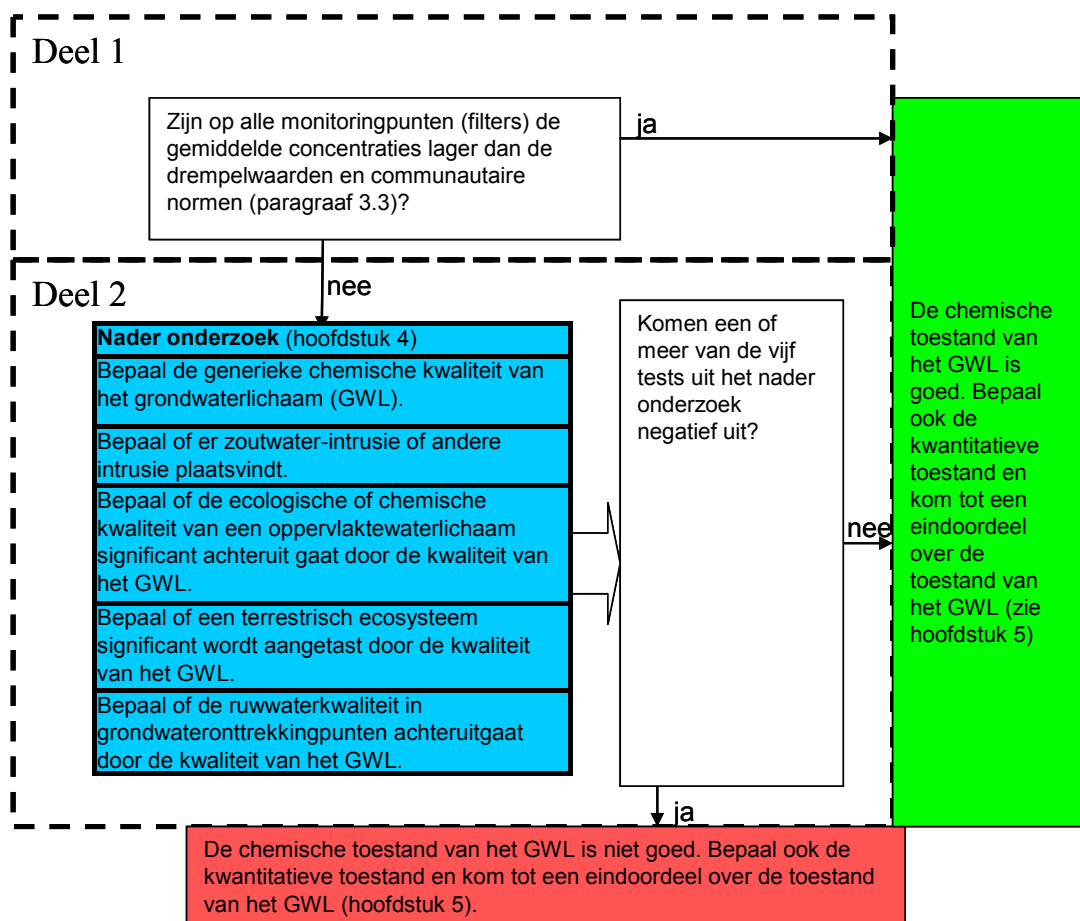 Deel 1
Zijn op alle monitoringpunten (filters) de
gemiddelde concentraties lager dan de
drempelwaarden en communautaire
normen (paragraaf 3.3)?
ja
nee
Deel 2
Nader onderzoek (hoofdstuk 4)
Bepaal de generieke chemische kwaliteit van
het grondwaterlichaam (GWL).
Bepaal of er zoutwater-intrusie of andere
intrusie plaatsvindt.
Bepaal of de ecologische of chemische
kwaliteit van een oppervlaktewaterlichaam
significant achteruit gaat door de kwaliteit van
het GWL.
Bepaal of een terrestrisch ecosysteem
significant wordt aangetast door de kwaliteit
van het GWL.
Bepaal of de ruwwaterkwaliteit in
grondwateronttrekkingpunten achteruitgaat
door de kwaliteit van het GWL.
Komen een of
meer van de vijf
tests uit het nader
onderzoek
negatief uit?
nee
ja
De chemische
toestand van
het GWL is
goed. Bepaal
ook de
kwantitatieve
toestand en
kom tot een
eindoordeel
over de
toestand van
het GWL (zie
hoofdstuk 5)
De chemische toestand van het GWL is niet goed. Bepaal ook de
kwantitatieve toestand en kom tot een eindoordeel over de toestand
van het GWL (hoofdstuk 5).